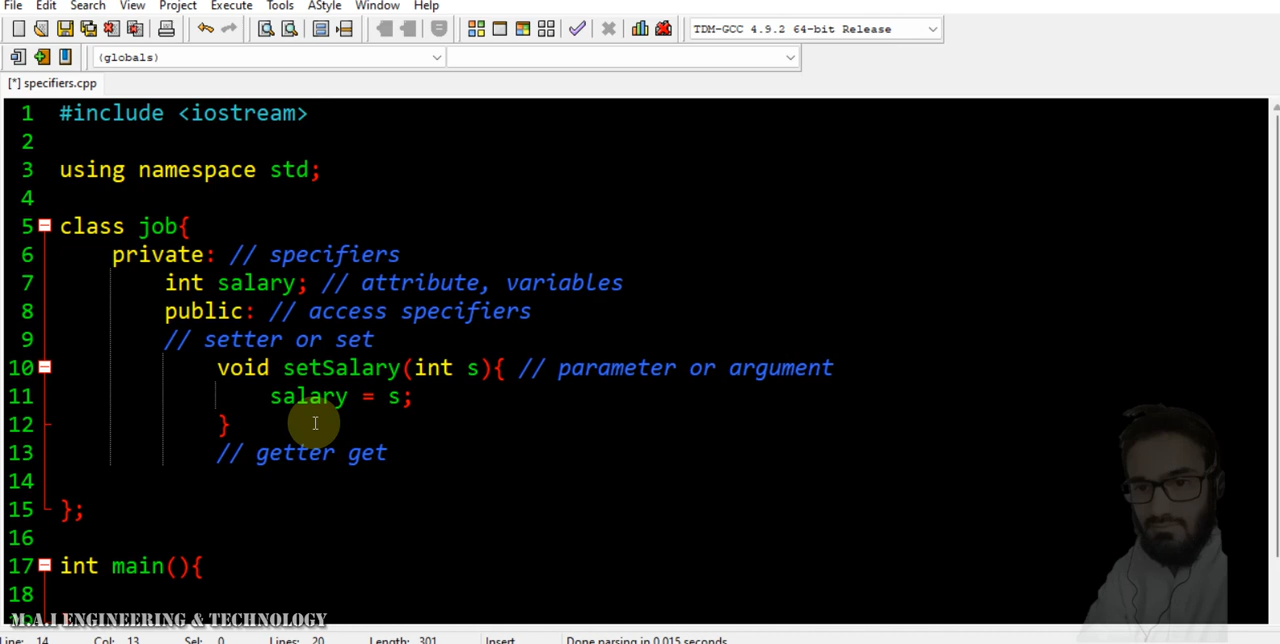 File Edit Search View Project Execute Tools AStyle Window Help
TDM-GCC 4.9.2 64-bit Release
(globals)
[*] specifiers.cpp
1 #include <iostream>
2
3 using namespace std;
4
5 class job{
6 private: // specifiers
7 int salary; // attribute, variables
8 public: // access specifiers
9 // setter or set
10 void setSalary(int s){ // parameter or argument
11 salary = s;
12 }
13 // getter get
14
15 };
16
17 int main(){
18
M.A.I ENGINEERING & TECHNOLOGY
Line: 14 Col: 13 Sel: 0 Lines: 20 Length: 301 Insert Done parsing in 0.015 seconds